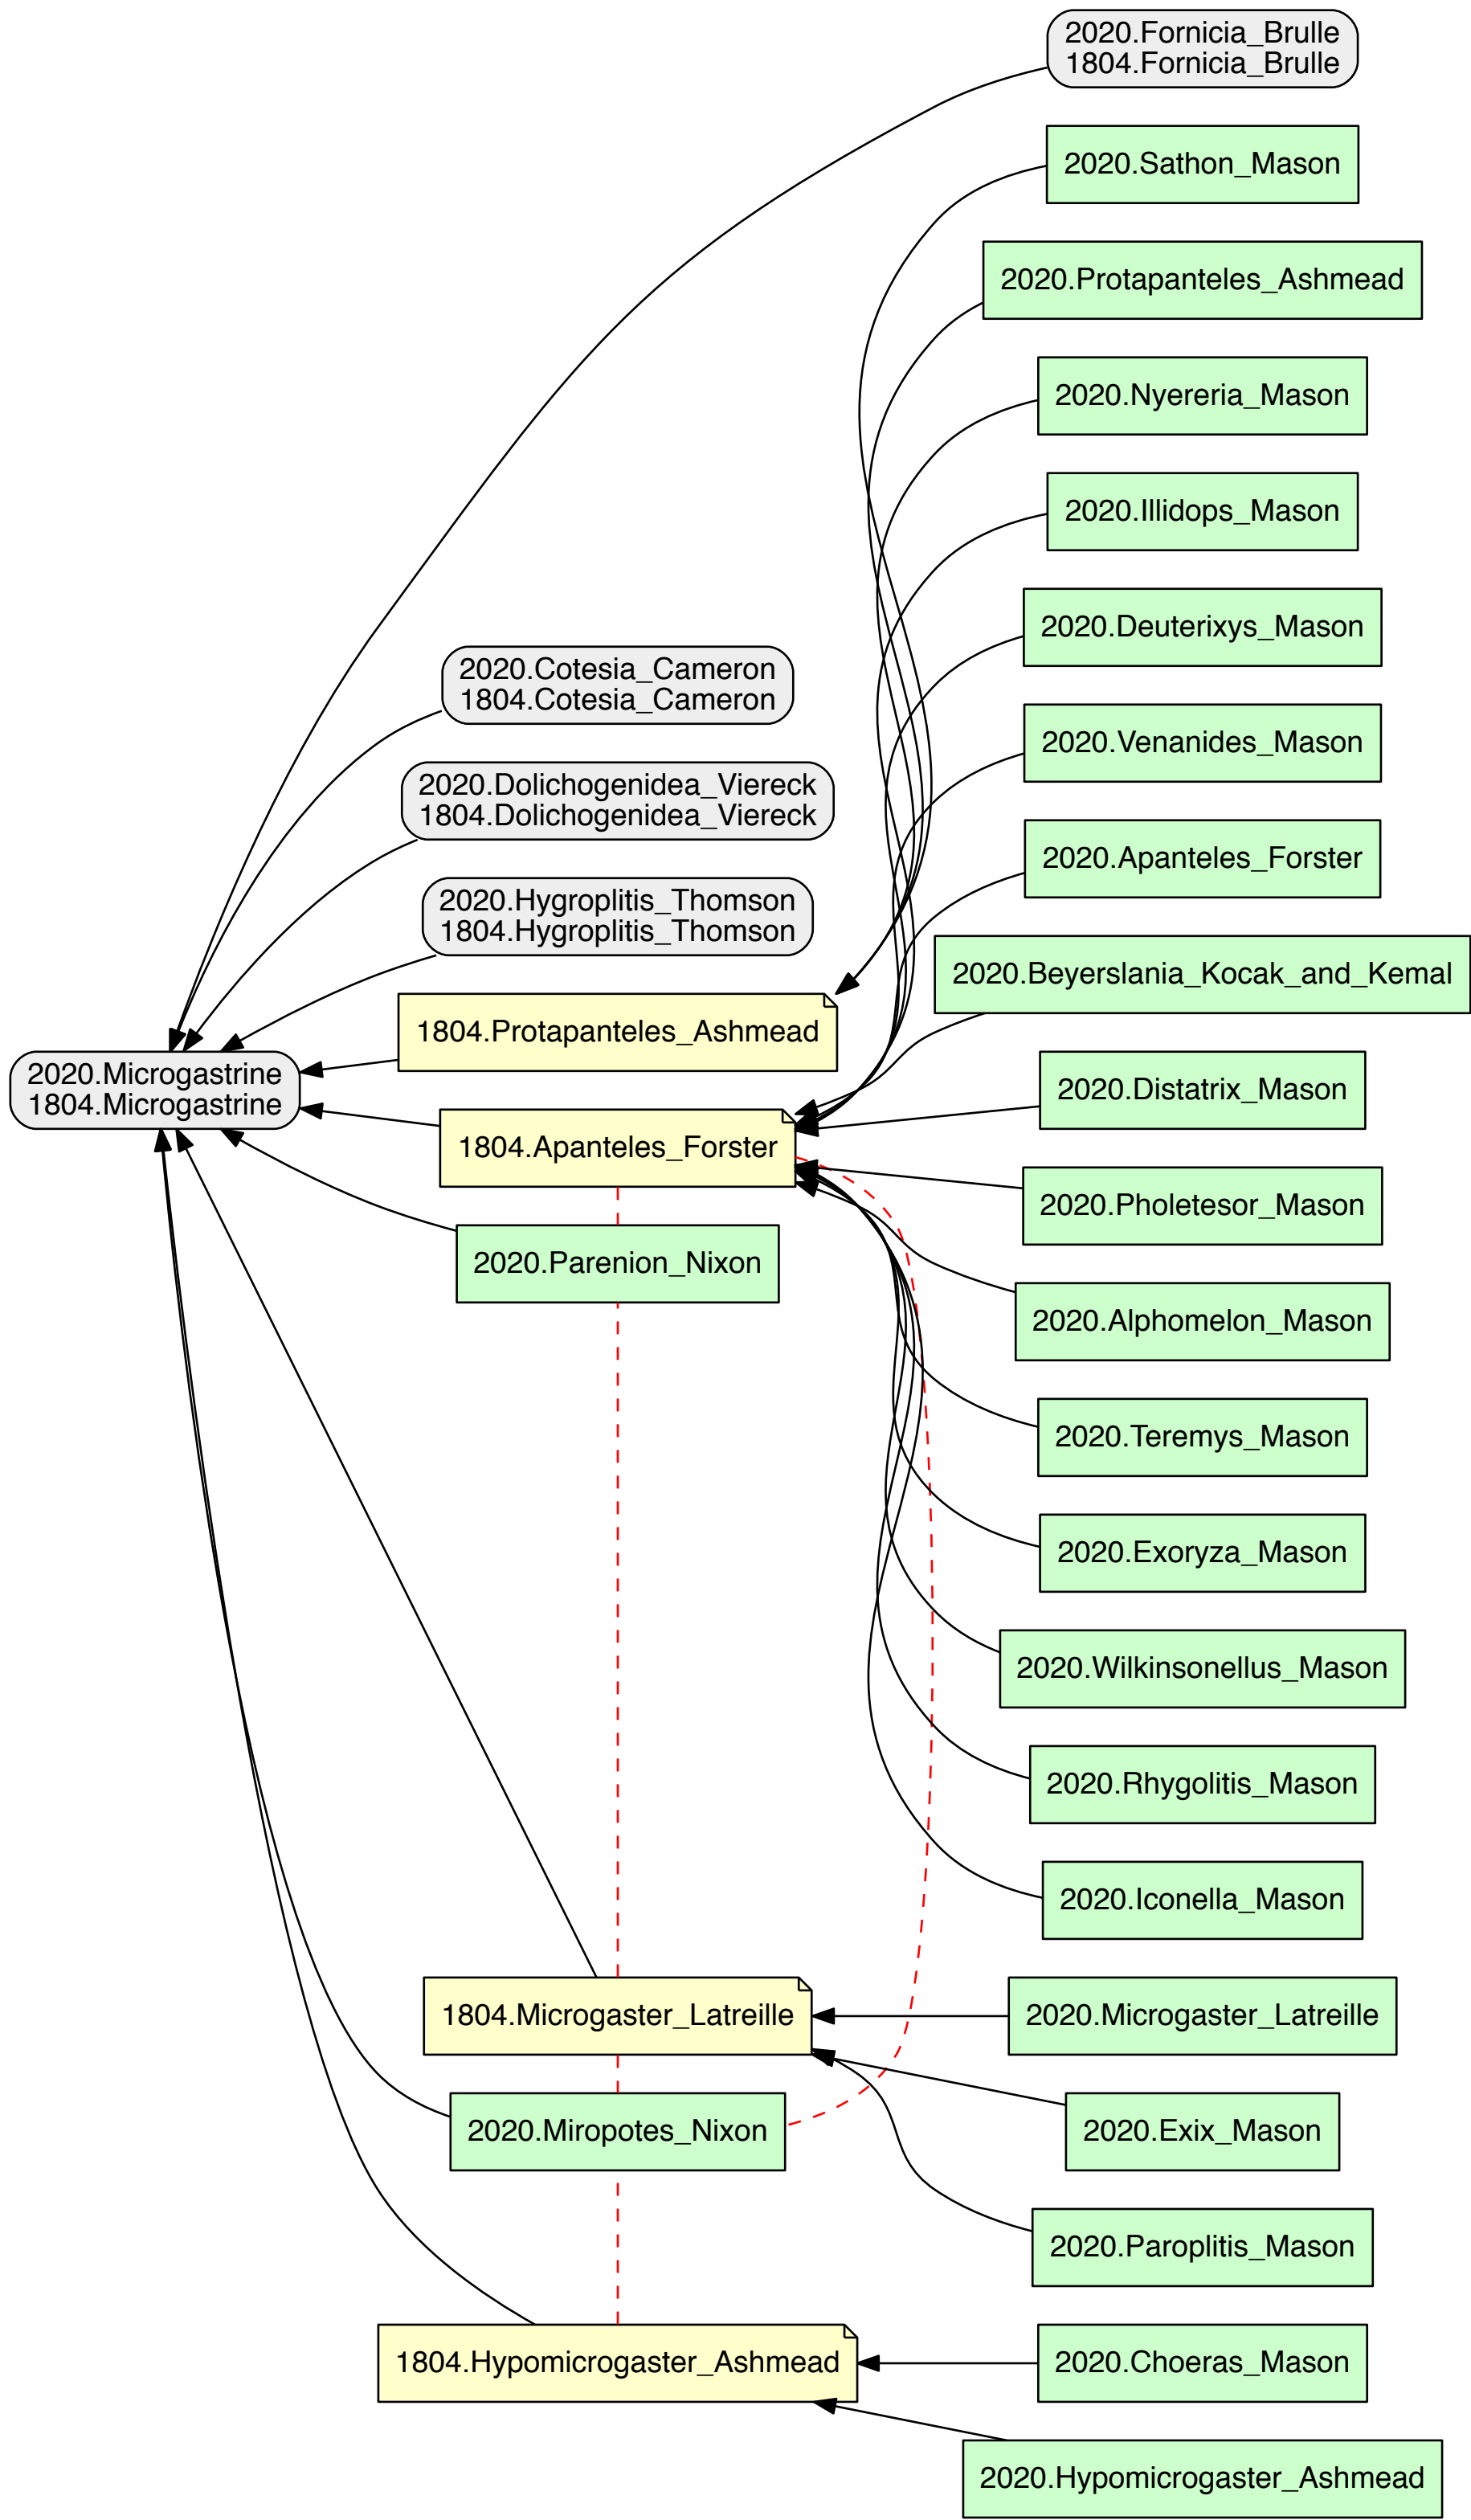 2020.Fornicia_Brulle
1804.Fornicia_Brulle
2020.Sathon_Mason
2020.Protapanteles_Ashmead
2020.Nyereria_Mason
2020.Illidops_Mason
2020.Deuterixys_Mason
2020.Cotesia_Cameron
1804.Cotesia_Cameron
2020.Venanides_Mason
2020.Dolichogenidea_Viereck
1804.Dolichogenidea_Viereck
2020.Apanteles_Forster
2020.Hygroplitis_Thomson
1804.Hygroplitis_Thomson
2020.Beyerslania_Kocak_and_Kemal
1804.Protapanteles_Ashmead
2020.Microgastrine
1804.Microgastrine
2020.Distatrix_Mason
1804.Apanteles_Forster
2020.Pholetesor_Mason
2020.Parenion_Nixon
2020.Alphomelon_Mason
2020.Teremys_Mason
2020.Exoryza_Mason
2020.Wilkinsonellus_Mason
2020.Rhygolitis_Mason
2020.Iconella_Mason
1804.Microgaster_Latreille
2020.Microgaster_Latreille
2020.Miropotes_Nixon
2020.Exix_Mason
2020.Paroplitis_Mason
1804.Hypomicrogaster_Ashmead
2020.Choeras_Mason
2020.Hypomicrogaster_Ashmead